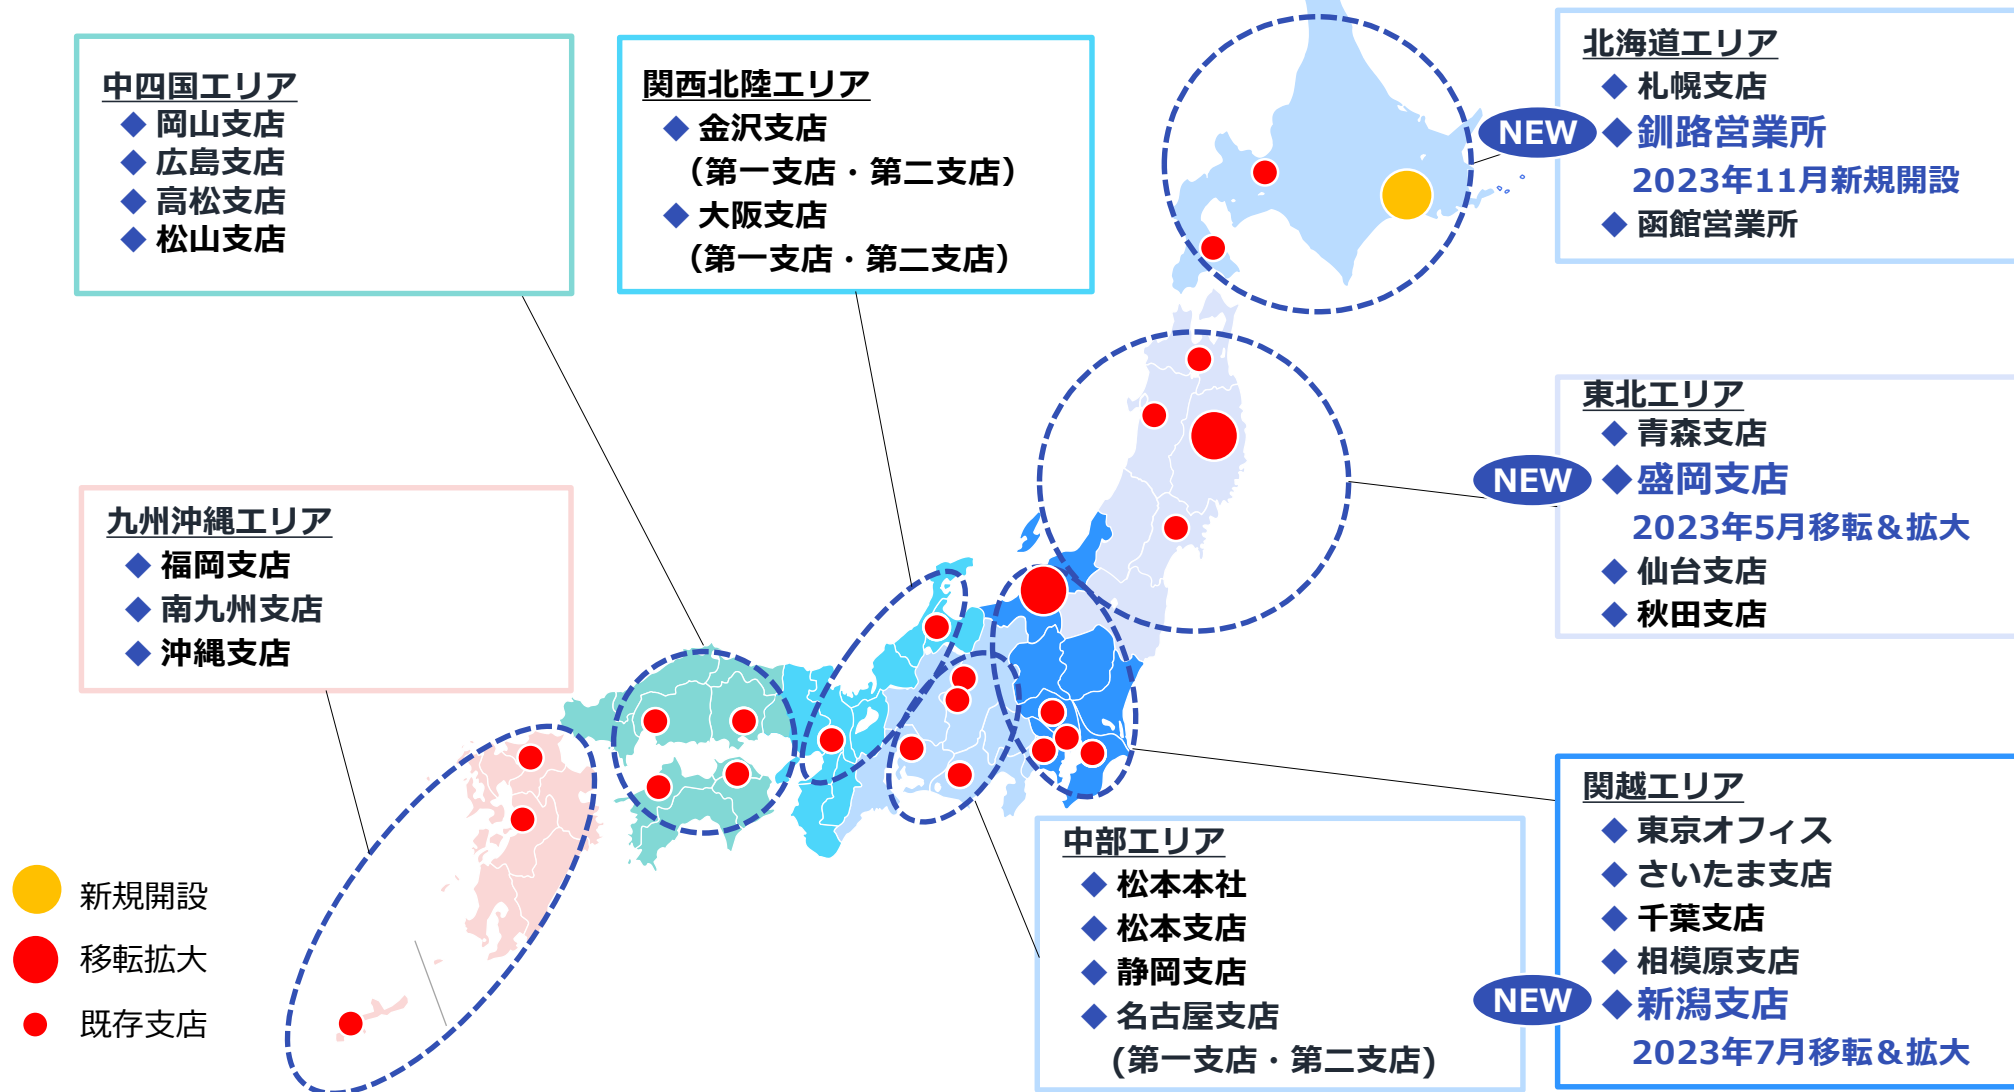 中四国エリア
◆ 岡山支店
◆ 広島支店
◆ 高松支店
◆ 松山支店
関西北陸エリア
◆ 金沢支店
（第一支店・第二支店）
◆ 大阪支店
（第一支店・第二支店）
北海道エリア
◆ 札幌支店
NEW ◆ 釧路営業所
2023年11月新規開設
◆ 函館営業所
東北エリア
◆ 青森支店
NEW ◆ 盛岡支店
2023年5月移転＆拡大
◆ 仙台支店
◆ 秋田支店
九州沖縄エリア
◆ 福岡支店
◆ 南九州支店
◆ 沖縄支店
関越エリア
◆ 東京オフィス
◆ さいたま支店
◆ 千葉支店
◆ 相模原支店
NEW ◆ 新潟支店
2023年7月移転＆拡大
中部エリア
◆ 松本本社
◆ 松本支店
◆ 静岡支店
◆ 名古屋支店
(第一支店・第二支店)
新規開設
移転拡大
既存支店